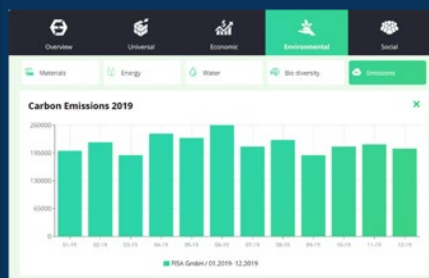 Overview Universal Economic Environmental Social
Materials Energy Water Bio diversity Emissions
Carbon Emissions 2019
260000
195000
130000
65000
0
01-19 02-19 03-19 04-19 05-19 06-19 07-19 08-19 09-19 10-19 11-19 12-19
FISA GmbH / 01.2019- 12.2019